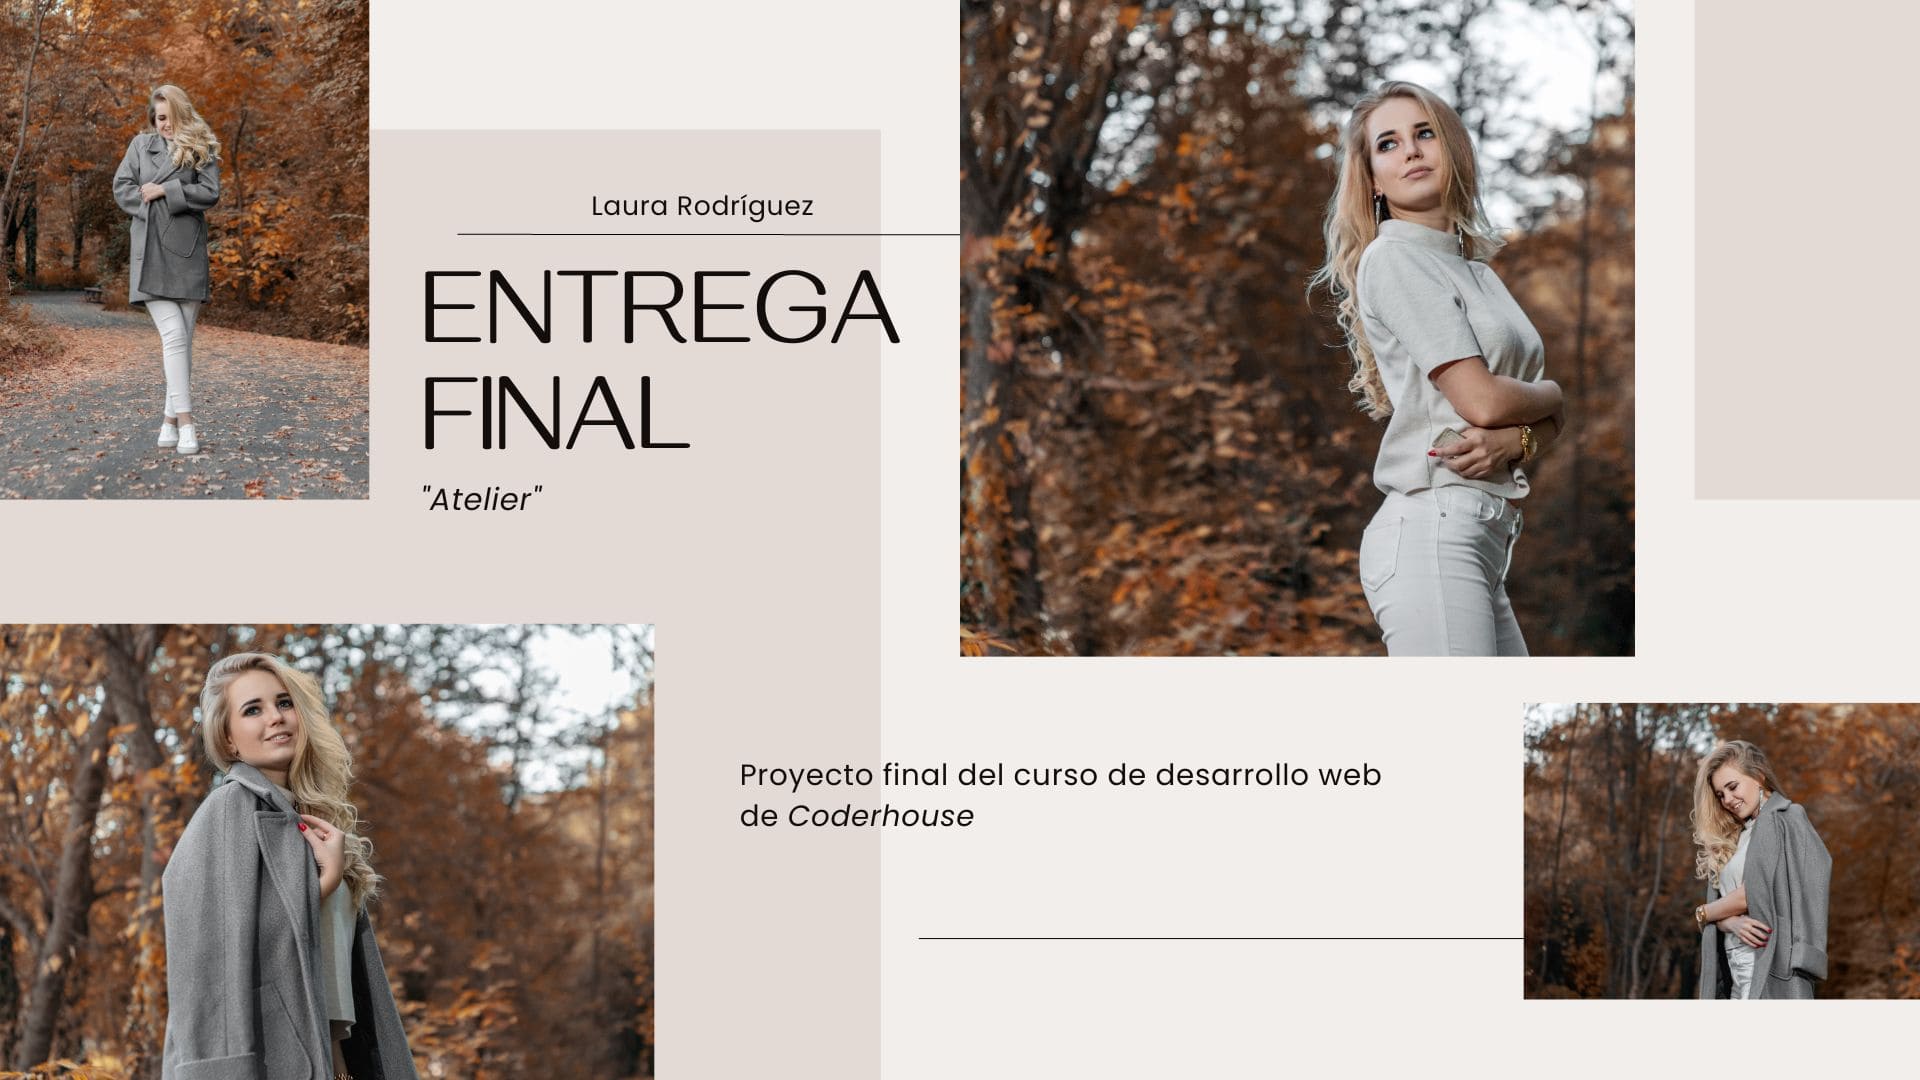 Laura Rodríguez
ENTREGA
FINAL
"Atelier"
Proyecto final del curso de desarrollo web
de Coderhouse